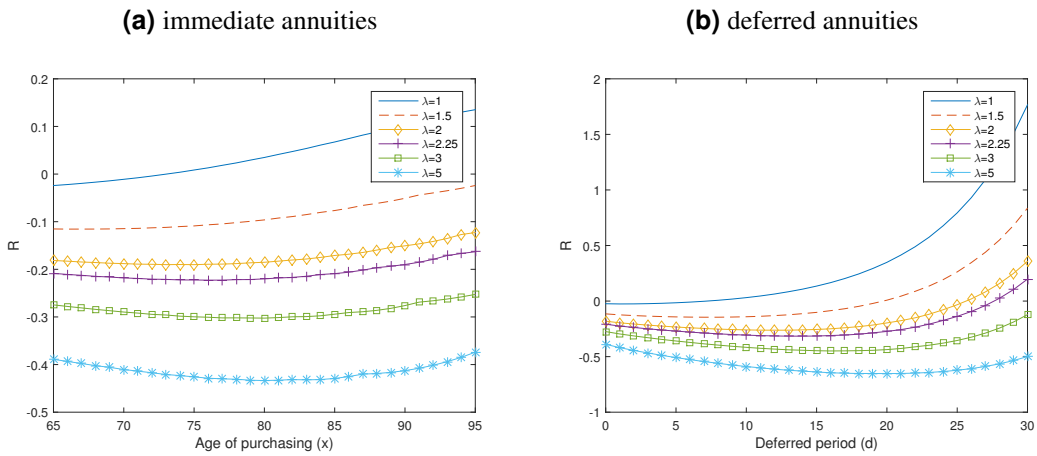 (a) immediate annuities
0.2
0.1
0
-0.1
-0.2
-0.3
-0.4
-0.5
R
65 70 75 80 85 90 95
Age of purchasing (x)
λ=1
λ=1.5
λ=2
λ=2.25
λ=3
λ=5
(b) deferred annuities
2
1.5
1
0.5
0
-0.5
-1
R
0 5 10 15 20 25 30
Deferred period (d)
λ=1
λ=1.5
λ=2
λ=2.25
λ=3
λ=5